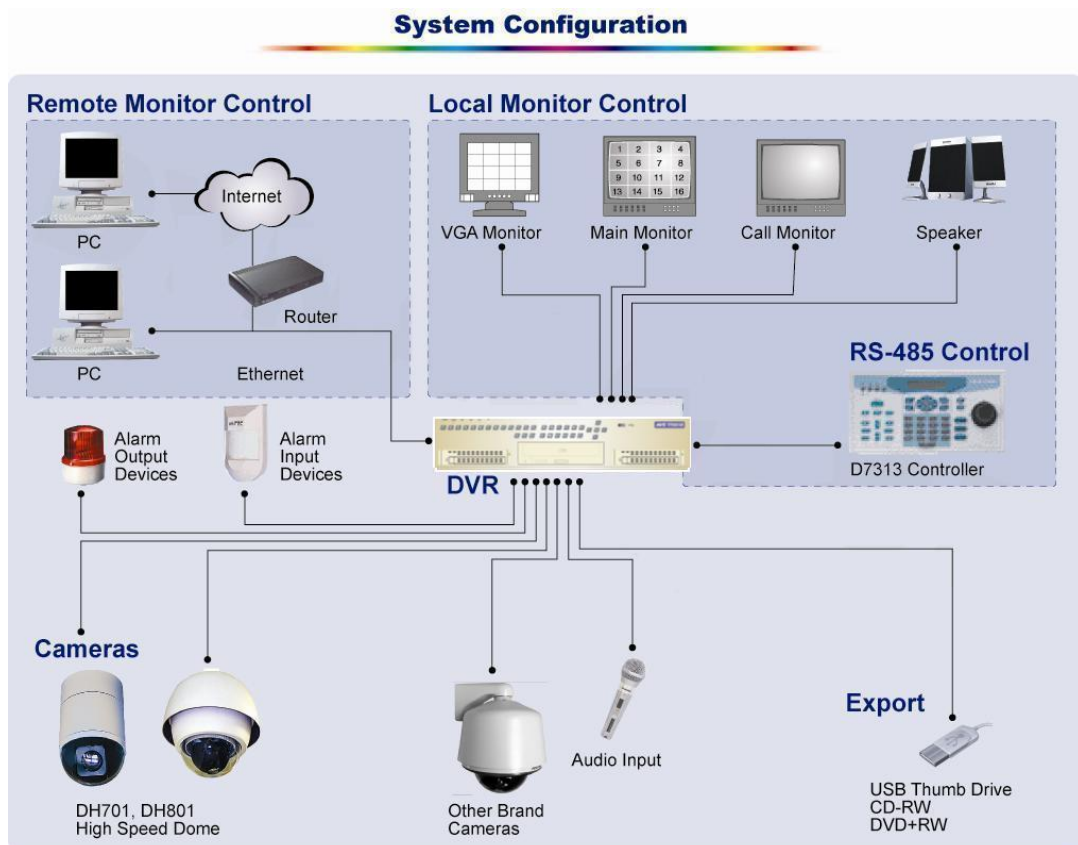 System Configuration
Remote Monitor Control
Local Monitor Control
Internet
PC
Router
PC
Ethernet
1 2 3 4
5 6 7 8
9 10 11 12
13 14 15 16
VGA Monitor
Main Monitor
Call Monitor
Speaker
RS-485 Control
D7313 Controller
Alarm
Output
Devices
Alarm
Input
Devices
DVR
Cameras
DH701, DH801
High Speed Dome
Other Brand
Cameras
Audio Input
Export
USB Thumb Drive
CD-RW
DVD+RW